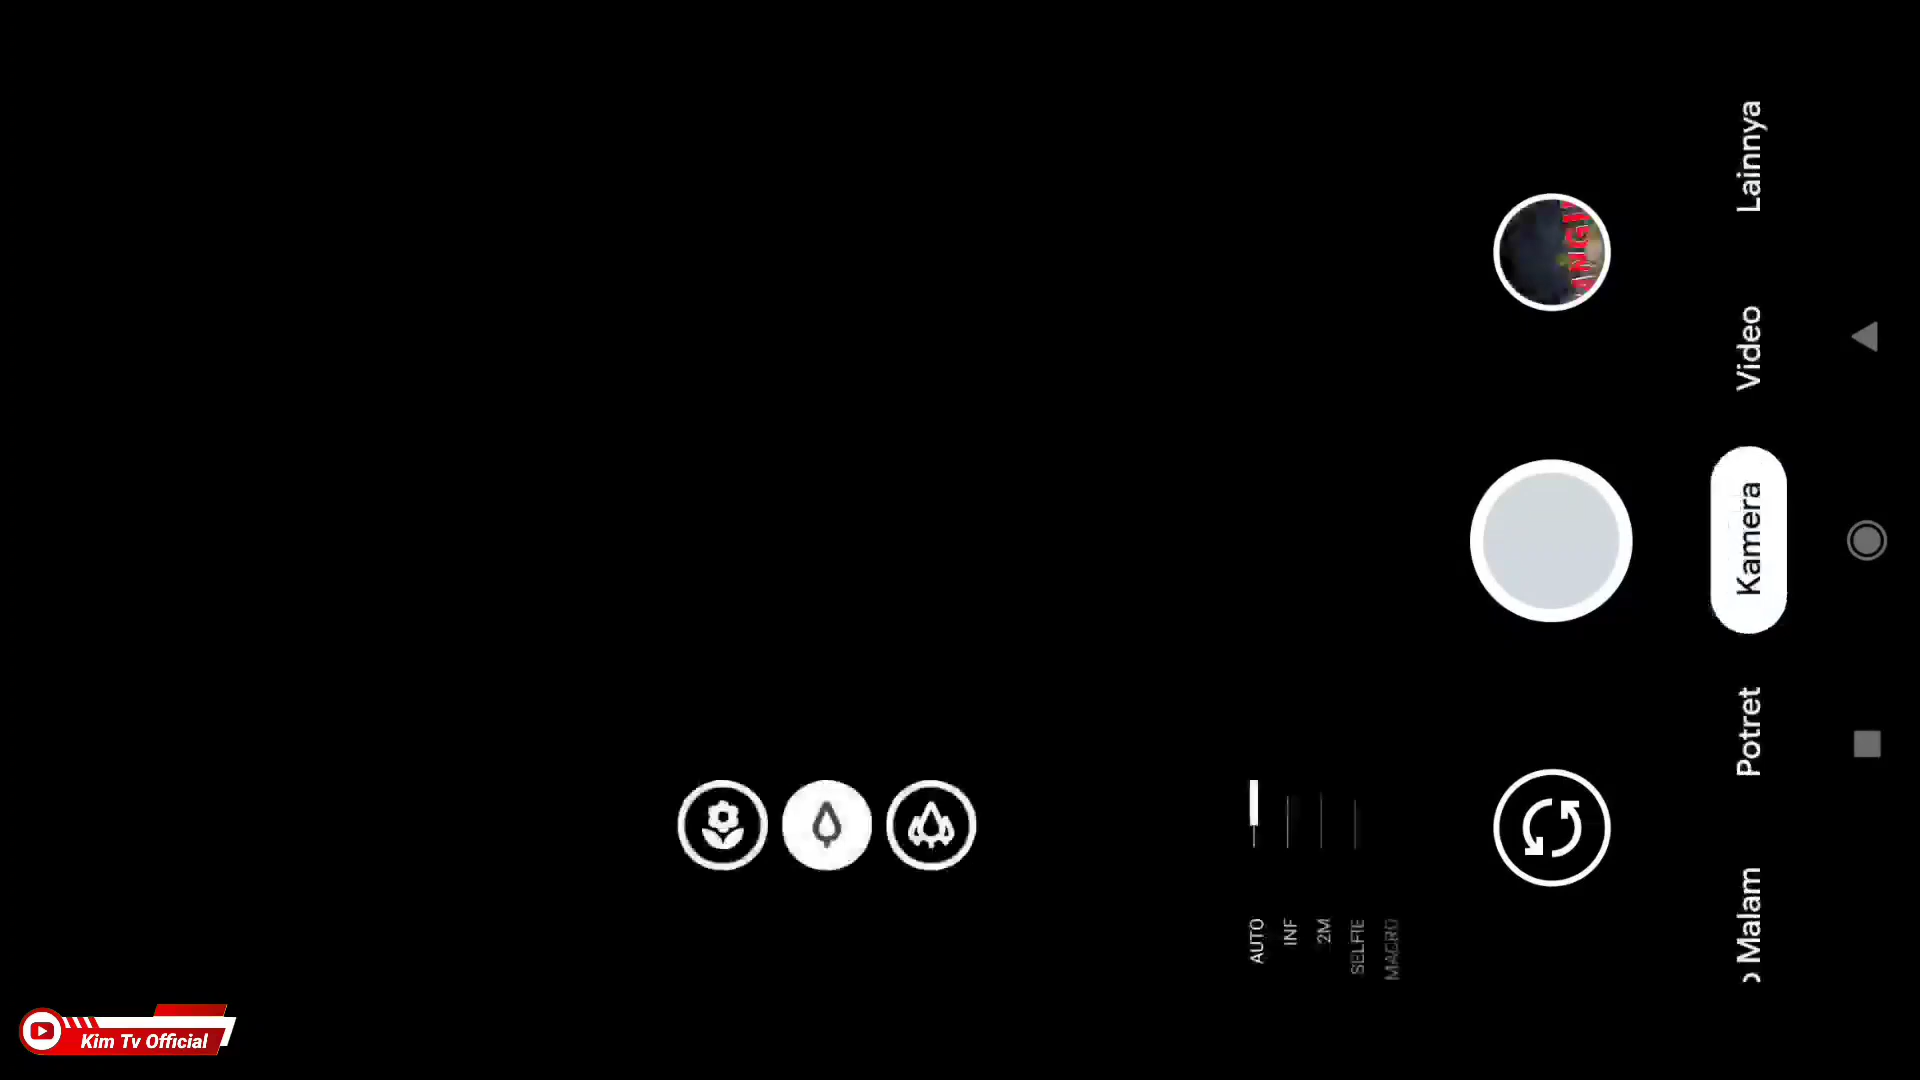 Lainnya
Video
Kamera
Potret
Malam
AUTO
INF
2M
SELFIE
MACRO
Kim Tv Official